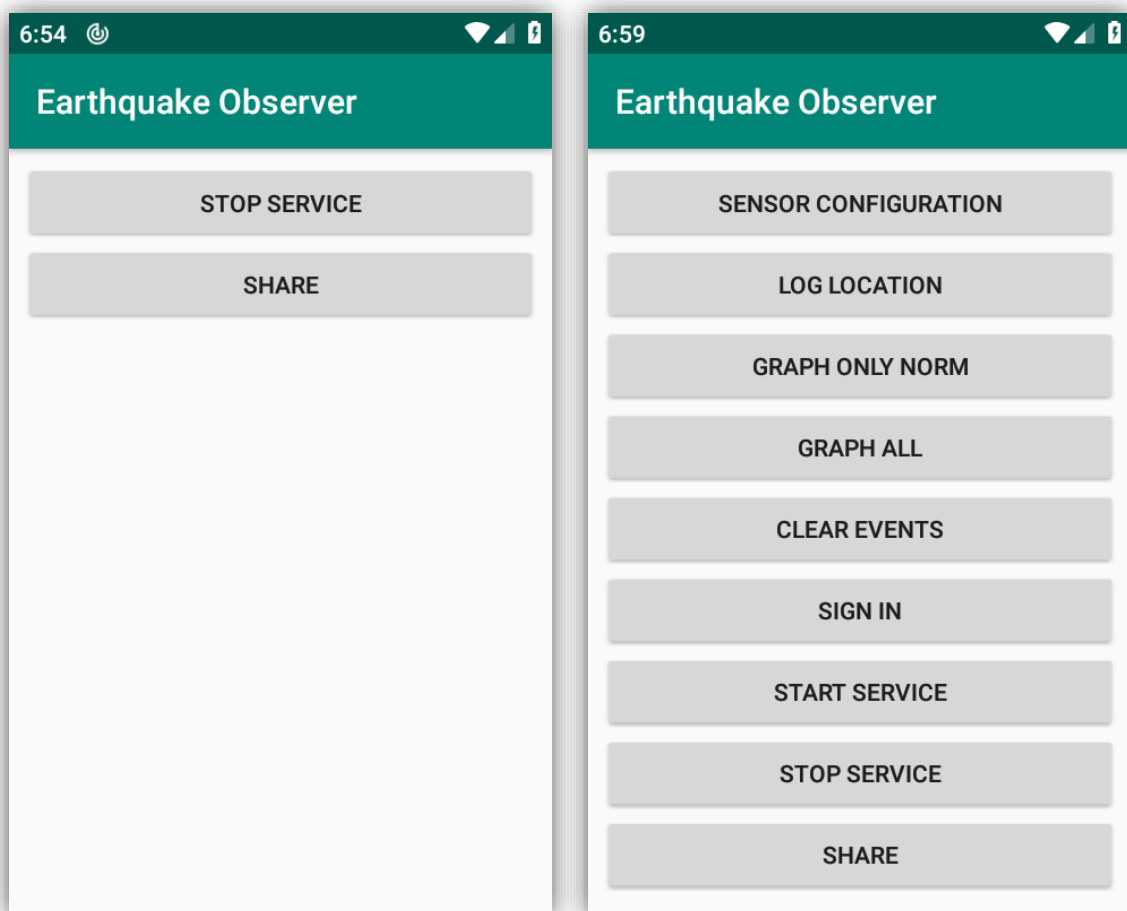 6:54
Earthquake Observer
STOP SERVICE
SHARE
6:59
Earthquake Observer
SENSOR CONFIGURATION
LOG LOCATION
GRAPH ONLY NORM
GRAPH ALL
CLEAR EVENTS
SIGN IN
START SERVICE
STOP SERVICE
SHARE